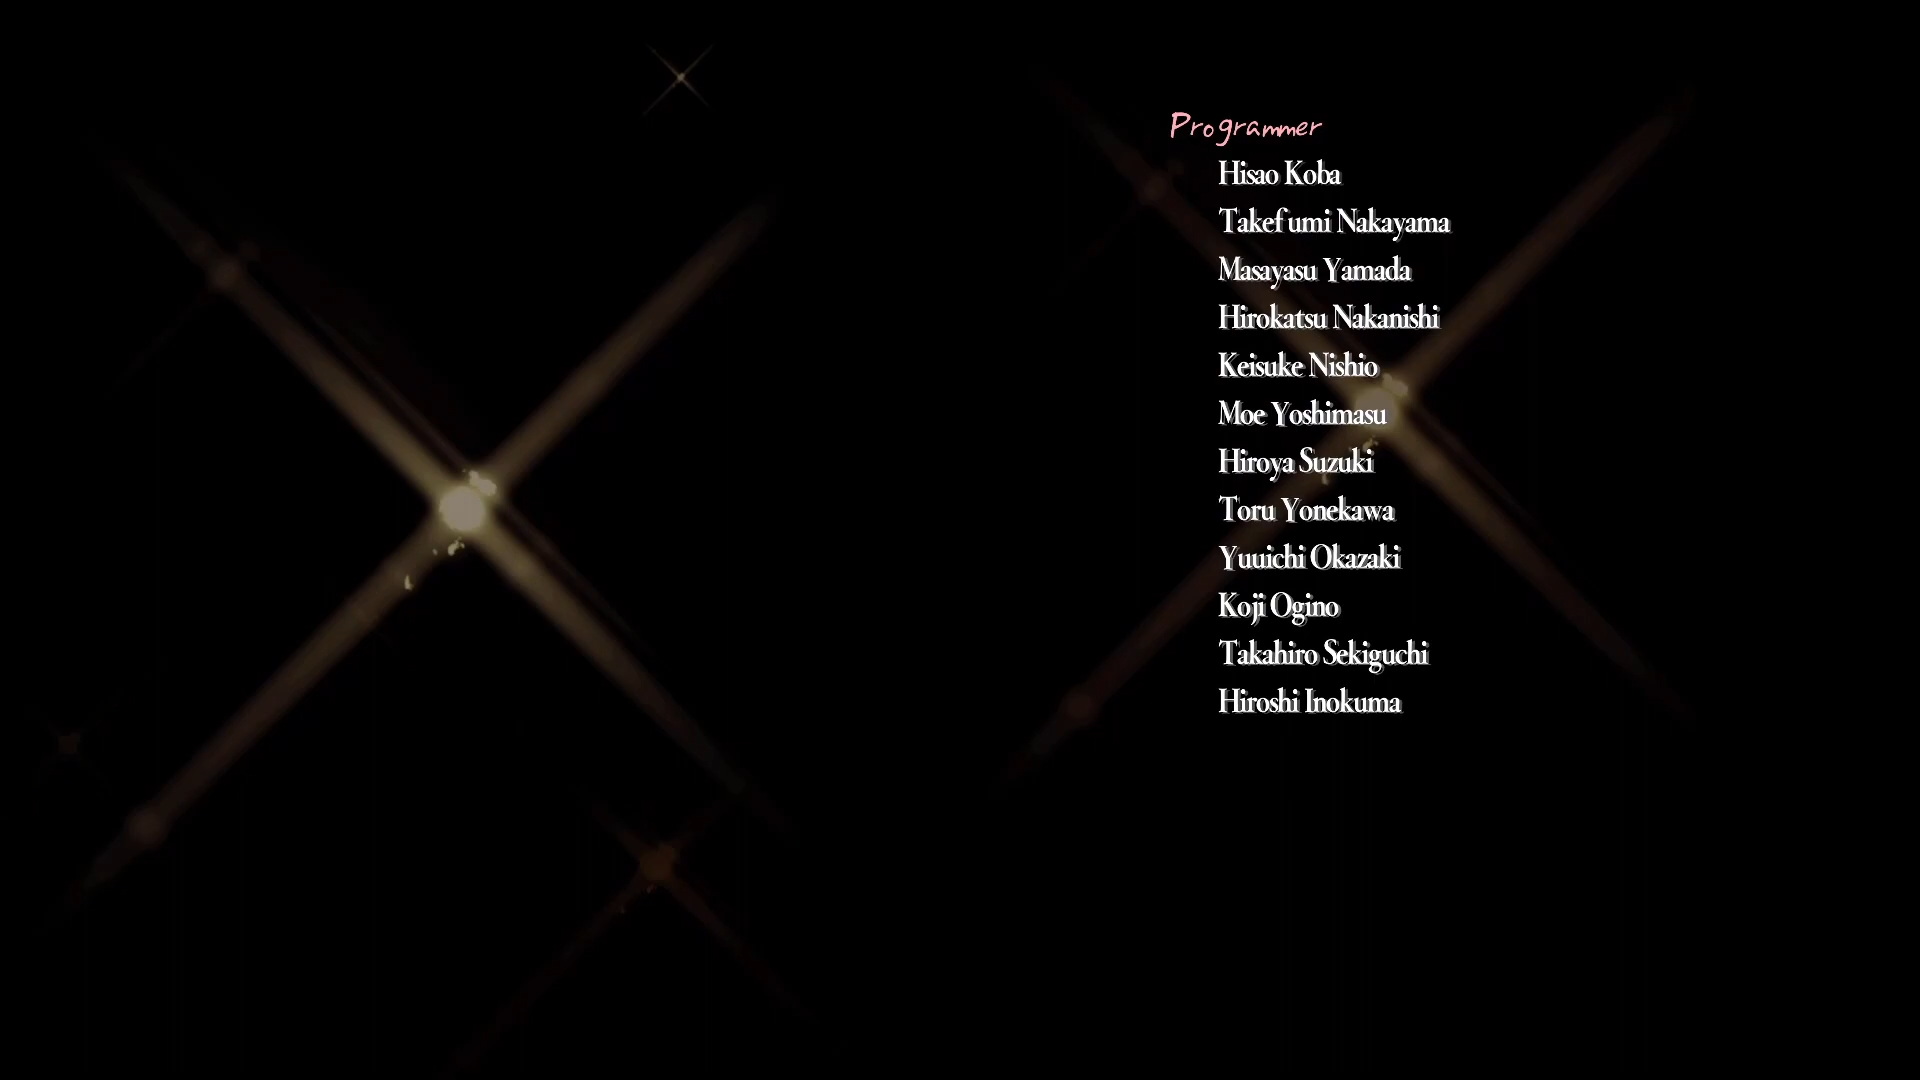 Programmer
Hisao Koba
Takefumi Nakayama
Masayasu Yamada
Hirokatsu Nakanishi
Keisuke Nishio
Moe Yoshimasu
Hiroya Suzuki
Toru Yonekawa
Yuuichi Okazaki
Koji Ogino
Takahiro Sekiguchi
Hiroshi Inokuma